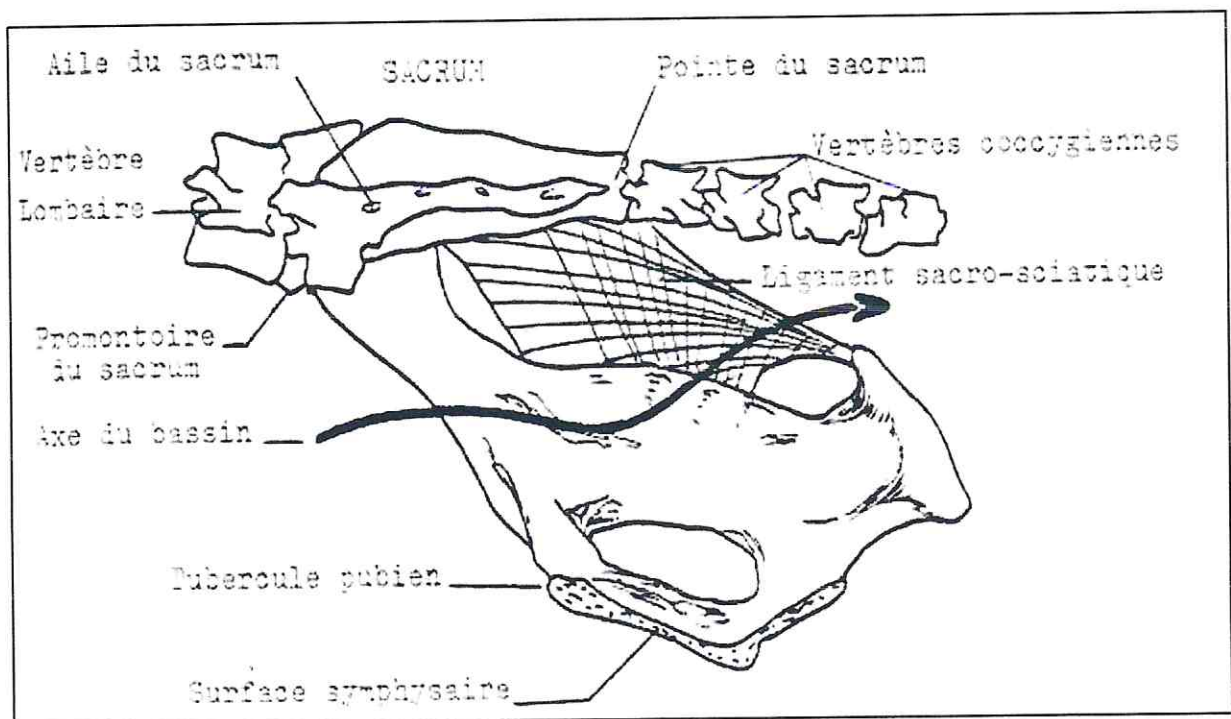 Aile du sacrum
SACRUM
Pointe du sacrum
Vertèbre
Lombaire
Vertèbres coccygiennes
Ligament sacro-sciatique
Promontoire
du sacrum
Axe du bassin
Tubercule pubien
Surface symphysaire